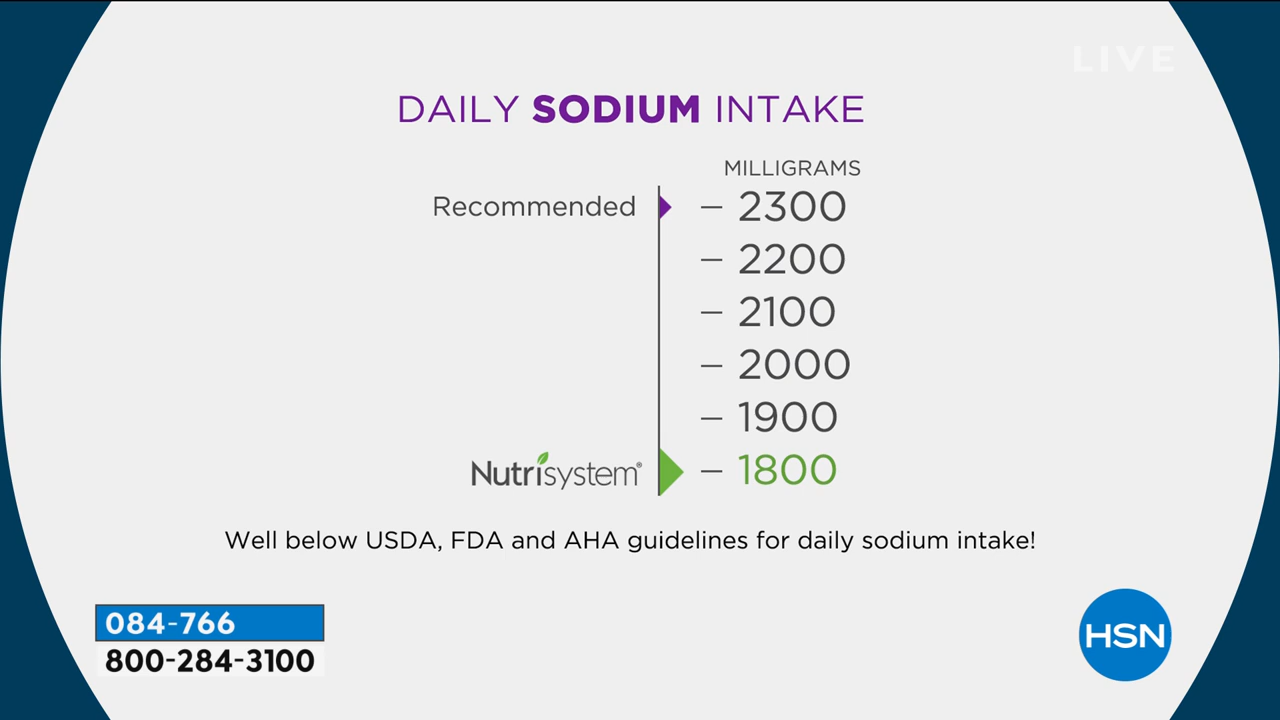 LIVE
DAILY SODIUM INTAKE
MILLIGRAMS
Recommended – 2300
– 2200
– 2100
– 2000
– 1900
Nutrisystem® – 1800
Well below USDA, FDA and AHA guidelines for daily sodium intake!
084-766
800-284-3100
HSN